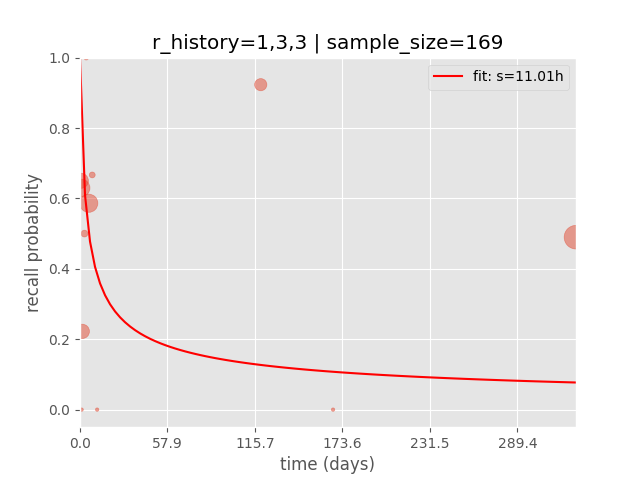 r_history=1,3,3 | sample_size=169
fit: s=11.01h
1.0
0.8
0.6
0.4
0.2
0.0
recall probability
0.0 57.9 115.7 173.6 231.5 289.4
time (days)